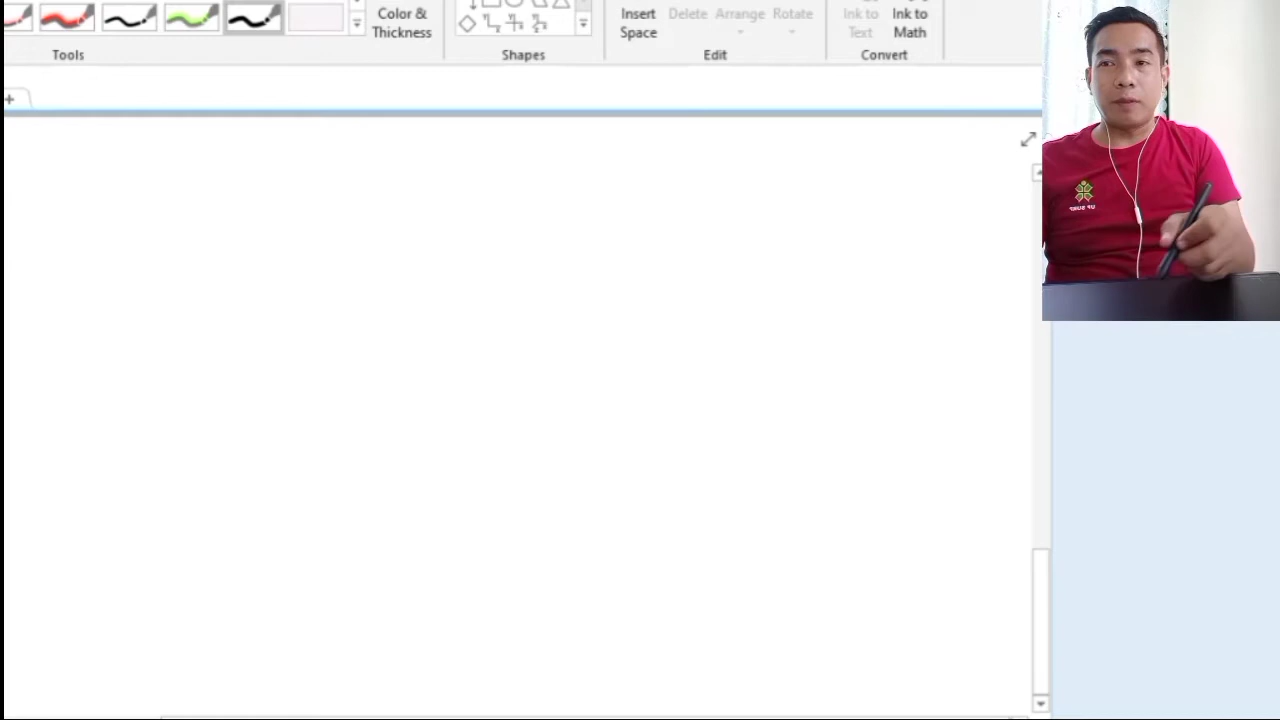 Color &
Thickness
Insert
Space
Delete
Arrange
Rotate
Ink to
Text
Ink to
Math
Tools
Shapes
Edit
Convert